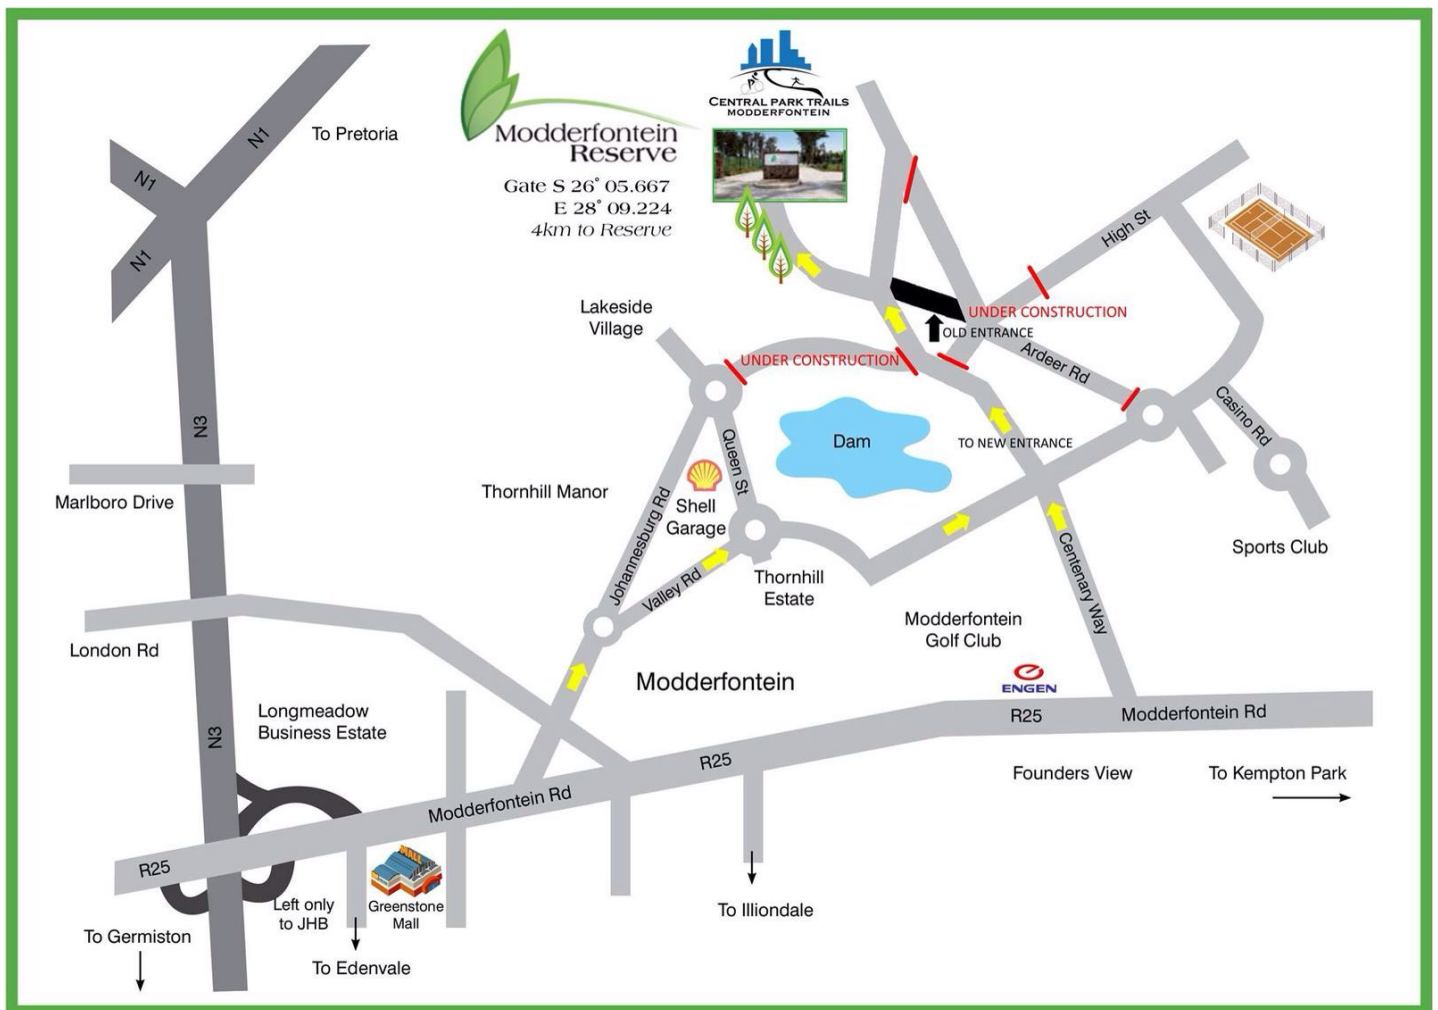 N1
To Pretoria
N1
N1
Modderfontein
Reserve
Gate S 26° 05.667
E 28° 09.224
4km to Reserve
CENTRAL PARK TRAILS
MODDERFONTEIN
High St
UNDER CONSTRUCTION
OLD ENTRANCE
Lakeside
Village
UNDER CONSTRUCTION
Ardeer Rd
Casino Rd
N3
Queen St
Dam
TO NEW ENTRANCE
Marlboro Drive
Thornhill Manor
Shell
Garage
Johannesburg Rd
Valley Rd
Thornhill
Estate
Sports Club
Centenary Way
Modderfontein
Golf Club
London Rd
Modderfontein
ENGEN
Longmeadow
Business Estate
N3
R25
Modderfontein Rd
R25
Founders View
To Kempton Park
Modderfontein Rd
R25
MALL
Left only
to JHB
Greenstone
Mall
To Illiondale
To Germiston
To Edenvale